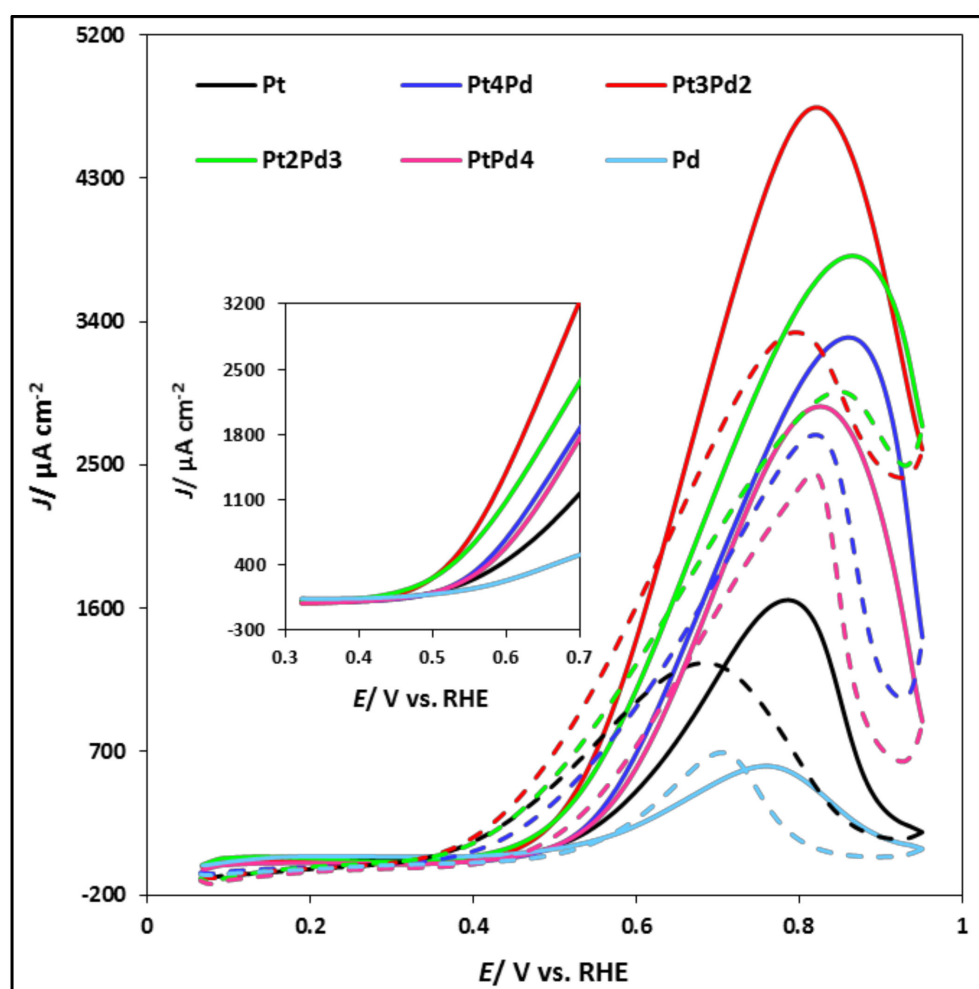 5200
4300
3400
2500
1600
700
-200
J/ µA cm⁻²
Pt
Pt4Pd
Pt3Pd2
Pt2Pd3
PtPd4
Pd
3200
2500
1800
1100
400
-300
J/ µA cm⁻²
0.3 0.4 0.5 0.6 0.7
E/ V vs. RHE
0 0.2 0.4 0.6 0.8 1
E/ V vs. RHE